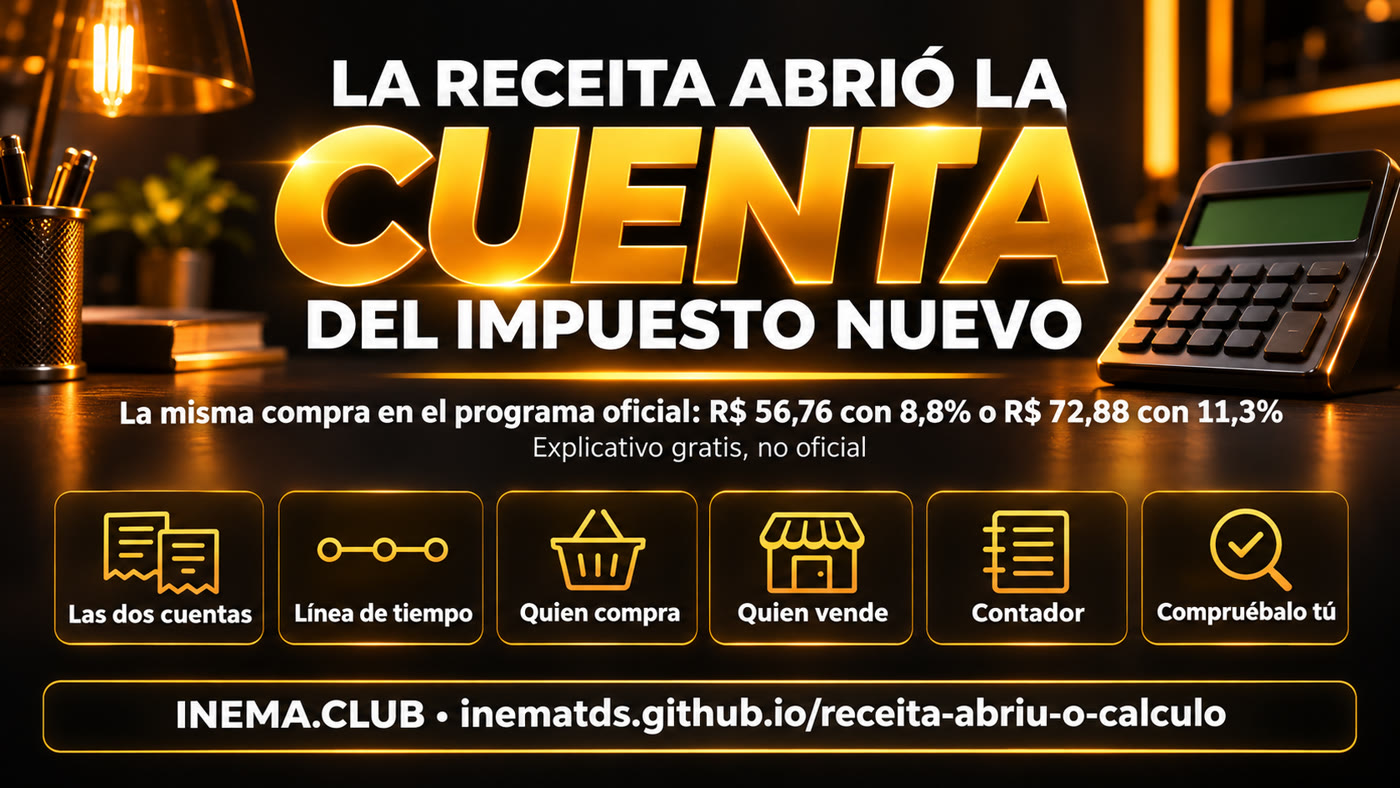 LA RECEITA ABRIÓ LA
CUENTA
DEL IMPUESTO NUEVO
La misma compra en el programa oficial: R$ 56,76 con 8,8% o R$ 72,88 con 11,3%
Explicativo gratis, no oficial
Las dos cuentas
Línea de tiempo
Quien compra
Quien vende
Contador
Compruébalo tú
INEMA.CLUB • inematds.github.io/receita-abriu-o-calculo